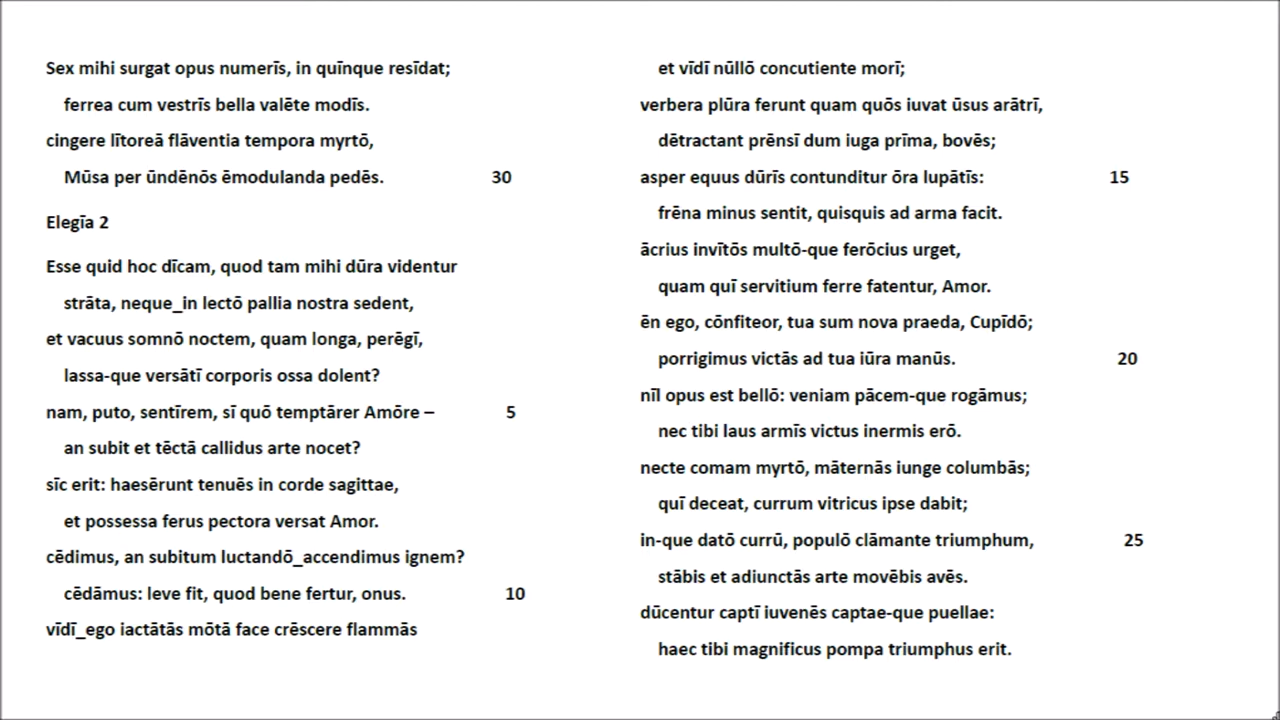 Sex mihi surgat opus numerīs, in quīnque resīdat;
ferrea cum vestrīs bella valēte modīs.
cingere lītoreā flāventia tempora myrtō,
Mūsa per ūndēnōs ēmodulanda pedēs. 30
Elegīa 2
Esse quid hoc dīcam, quod tam mihi dūra videntur
strāta, neque_in lectō pallia nostra sedent,
et vacuus somnō noctem, quam longa, perēgī,
lassa-que versātī corporis ossa dolent?
nam, puto, sentīrem, sī quō temptārer Amōre – 5
an subit et tēctā callidus arte nocet?
sīc erit: haesērunt tenuēs in corde sagittae,
et possessa ferus pectora versat Amor.
cēdimus, an subitum luctandō_accendimus ignem?
cēdāmus: leve fit, quod bene fertur, onus. 10
vīdī_ego iactātās mōtā face crēscere flammās
et vīdī nūllō concutiente morī;
verbera plūra ferunt quam quōs iuvat ūsus arātrī,
dētractant prēnsī dum iuga prīma, bovēs;
asper equus dūrīs contunditur ōra lupātīs: 15
frēna minus sentit, quisquis ad arma facit.
ācrius invītōs multō-que ferōcius urget,
quam quī servitium ferre fatentur, Amor.
ēn ego, cōnfiteor, tua sum nova praeda, Cupīdō;
porrigimus victās ad tua iūra manūs. 20
nīl opus est bellō: veniam pācem-que rogāmus;
nec tibi laus armīs victus inermis erō.
necte comam myrtō, māternās iunge columbās;
quī deceat, currum vitricus ipse dabit;
in-que datō currū, populō clāmante triumphum, 25
stābis et adiunctās arte movēbis avēs.
dūcentur captī iuvenēs captae-que puellae:
haec tibi magnificus pompa triumphus erit.